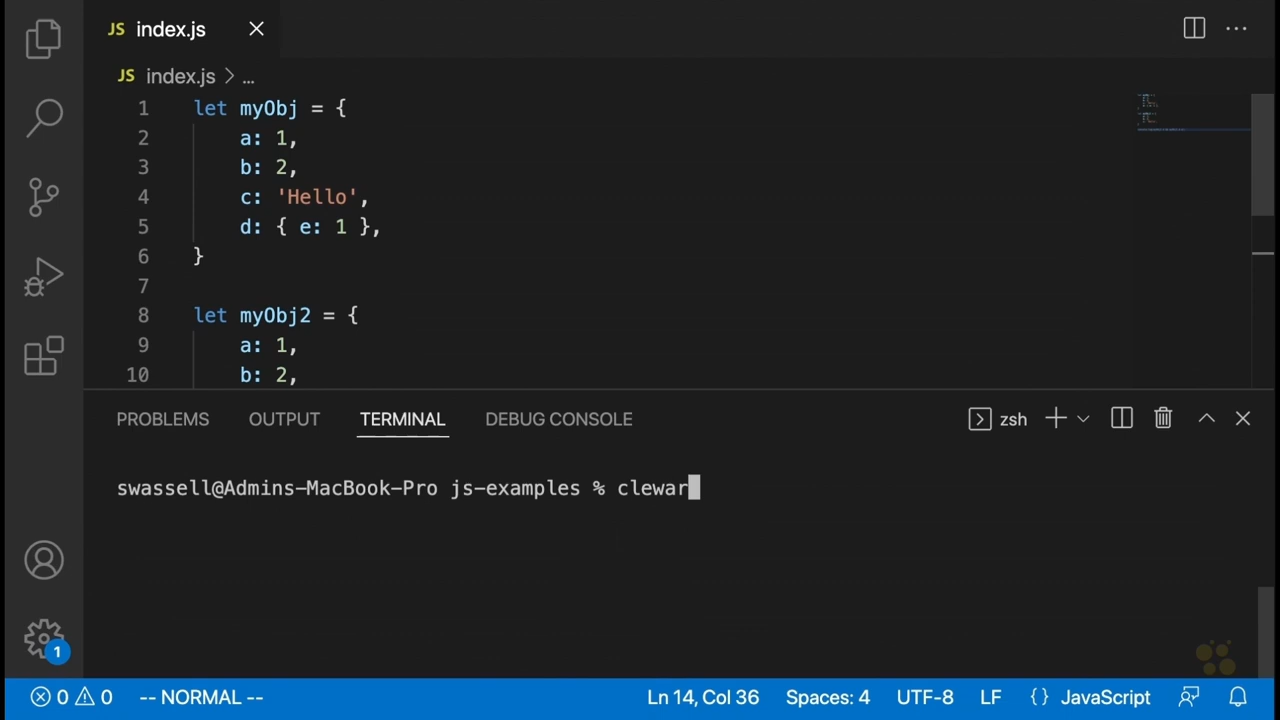 JS index.js
JS index.js > ...
1 let myObj = {
2 a: 1,
3 b: 2,
4 c: 'Hello',
5 d: { e: 1 },
6 }
7
8 let myObj2 = {
9 a: 1,
10 b: 2,
PROBLEMS OUTPUT TERMINAL DEBUG CONSOLE zsh
swassell@Admins-MacBook-Pro js-examples % clewar
1
0 0 -- NORMAL -- Ln 14, Col 36 Spaces: 4 UTF-8 LF {} JavaScript